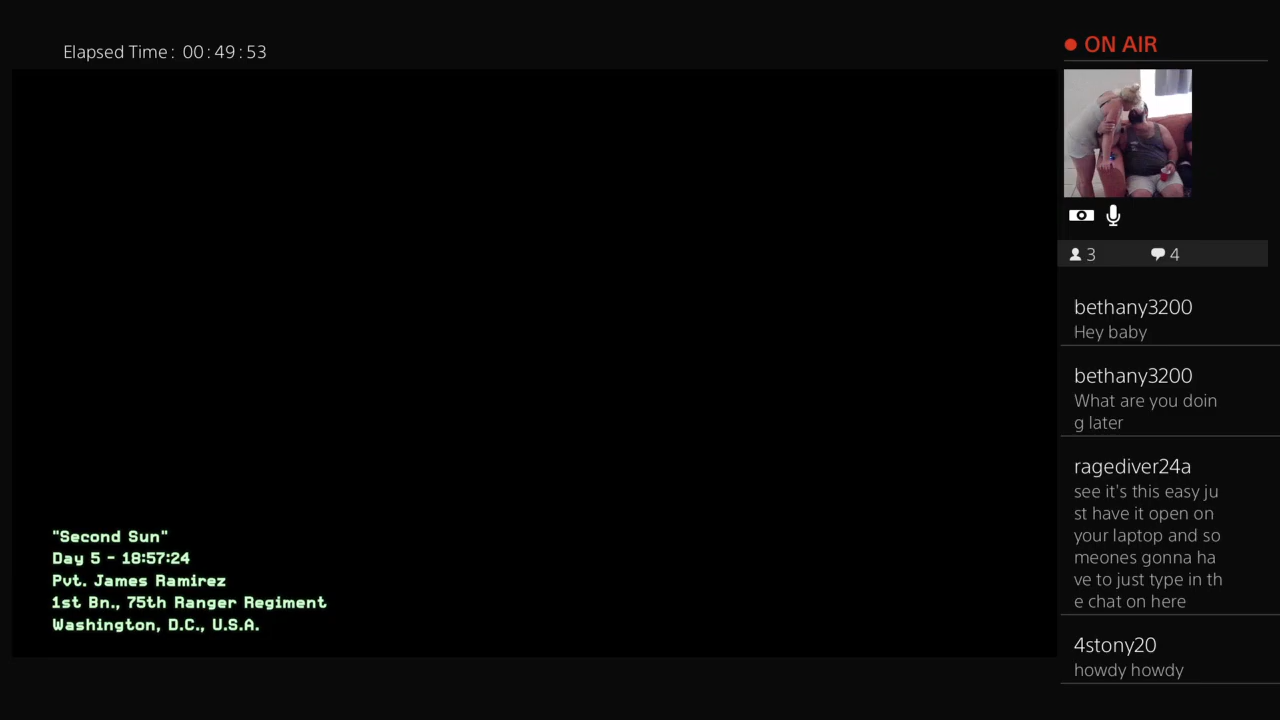 Elapsed Time: 00:49:53
ON AIR
3
4
bethany3200
Hey baby
bethany3200
What are you doin
g later
ragediver24a
see it's this easy ju
st have it open on
your laptop and so
meones gonna ha
ve to just type in th
e chat on here
4stony20
howdy howdy
"Second Sun"
Day 5 - 18:57:24
Pvt. James Ramirez
1st Bn., 75th Ranger Regiment
Washington, D.C., U.S.A.